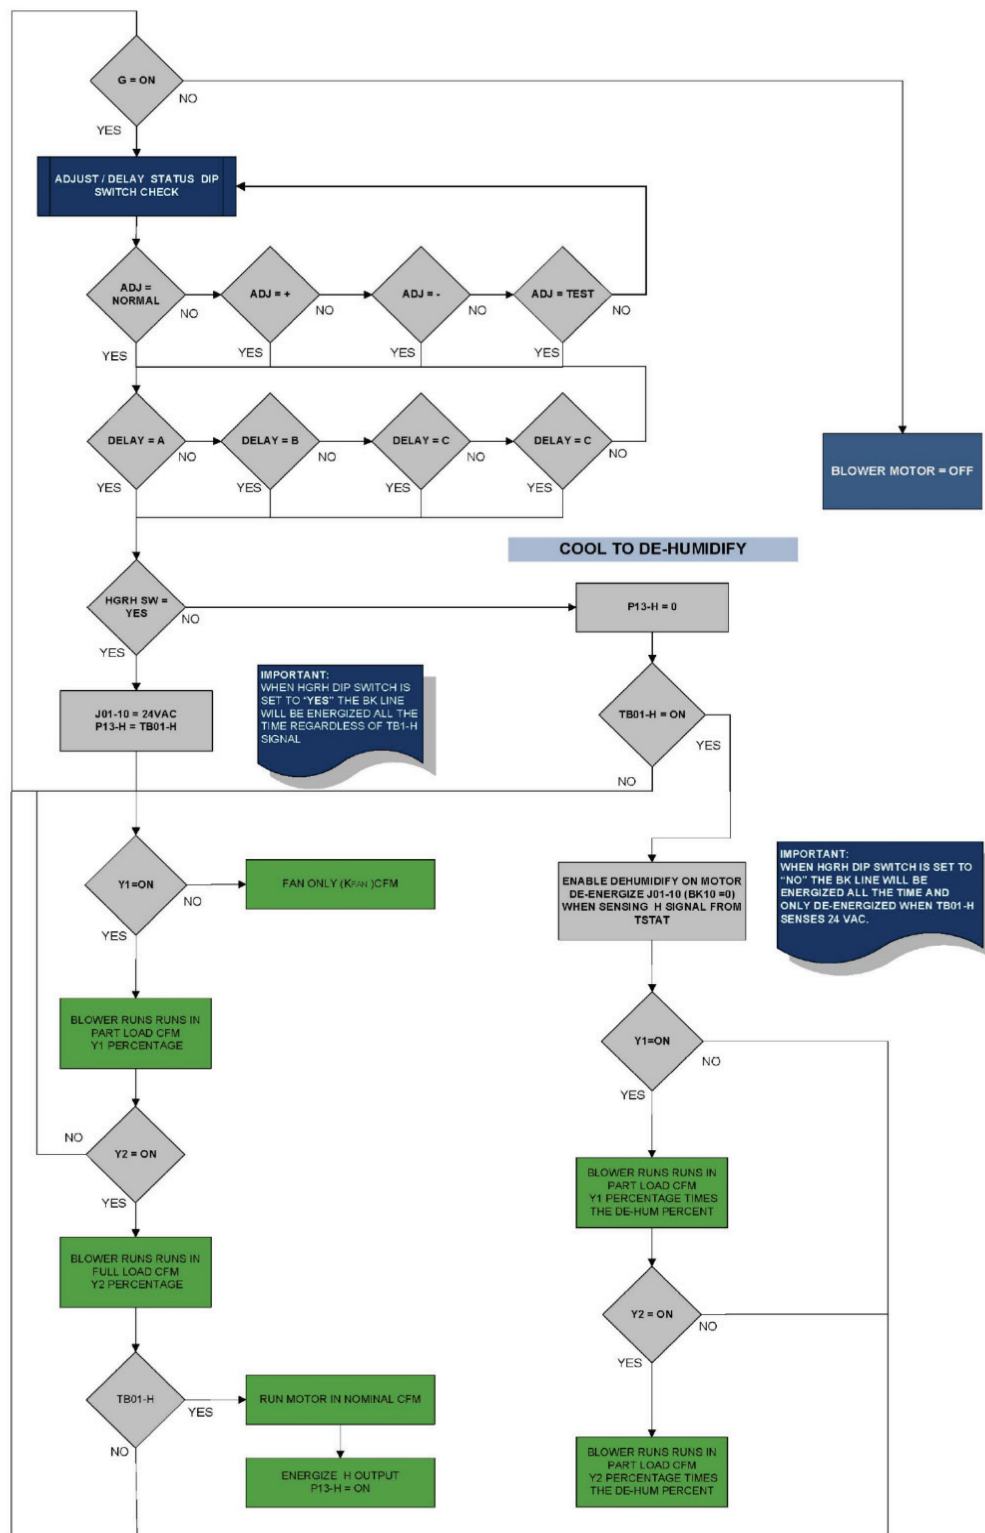 G = ON
NO
YES
ADJUST / DELAY STATUS DIP
SWITCH CHECK
ADJ =
NORMAL
NO
YES
ADJ = +
NO
YES
ADJ = -
NO
YES
ADJ = TEST
NO
YES
DELAY = A
NO
YES
DELAY = B
NO
YES
DELAY = C
NO
YES
DELAY = C
NO
YES
BLOWER MOTOR = OFF
COOL TO DE-HUMIDIFY
HGRH SW =
YES
NO
YES
P13-H = 0
IMPORTANT:
WHEN HGRH DIP SWITCH IS
SET TO "YES" THE BK LINE
WILL BE ENERGIZED ALL THE
TIME REGARDLESS OF TB1-H
SIGNAL
J01-10 = 24VAC
P13-H = TB01-H
TB01-H = ON
YES
NO
Y1=ON
NO
YES
FAN ONLY (KFAN )CFM
ENABLE DEHUMIDIFY ON MOTOR
DE-ENERGIZE J01-10 (BK10 =0)
WHEN SENSING H SIGNAL FROM
TSTAT
IMPORTANT:
WHEN HGRH DIP SWITCH IS SET TO
"NO" THE BK LINE WILL BE
ENERGIZED ALL THE TIME AND
ONLY DE-ENERGIZED WHEN TB01-H
SENSES 24 VAC.
BLOWER RUNS RUNS IN
PART LOAD CFM
Y1 PERCENTAGE
Y1=ON
NO
YES
NO
Y2 = ON
YES
BLOWER RUNS RUNS IN
PART LOAD CFM
Y1 PERCENTAGE TIMES
THE DE-HUM PERCENT
BLOWER RUNS RUNS IN
FULL LOAD CFM
Y2 PERCENTAGE
Y2 = ON
NO
YES
TB01-H
YES
NO
RUN MOTOR IN NOMINAL CFM
ENERGIZE H OUTPUT
P13-H = ON
BLOWER RUNS RUNS IN
PART LOAD CFM
Y2 PERCENTAGE TIMES
THE DE-HUM PERCENT